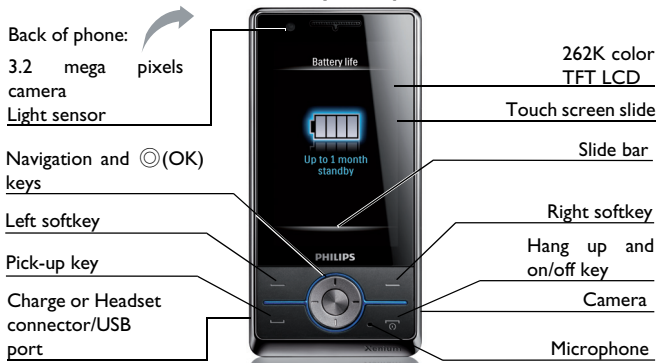 Back of phone:
3.2 mega pixels
camera
Light sensor
Navigation and ◎(OK)
keys
Left softkey
Pick-up key
Charge or Headset
connector/USB
port
Battery life
Up to 1 month
standby
PHILIPS
Xenium
262K color
TFT LCD
Touch screen slide
Slide bar
Right softkey
Hang up and
on/off key
Camera
Microphone